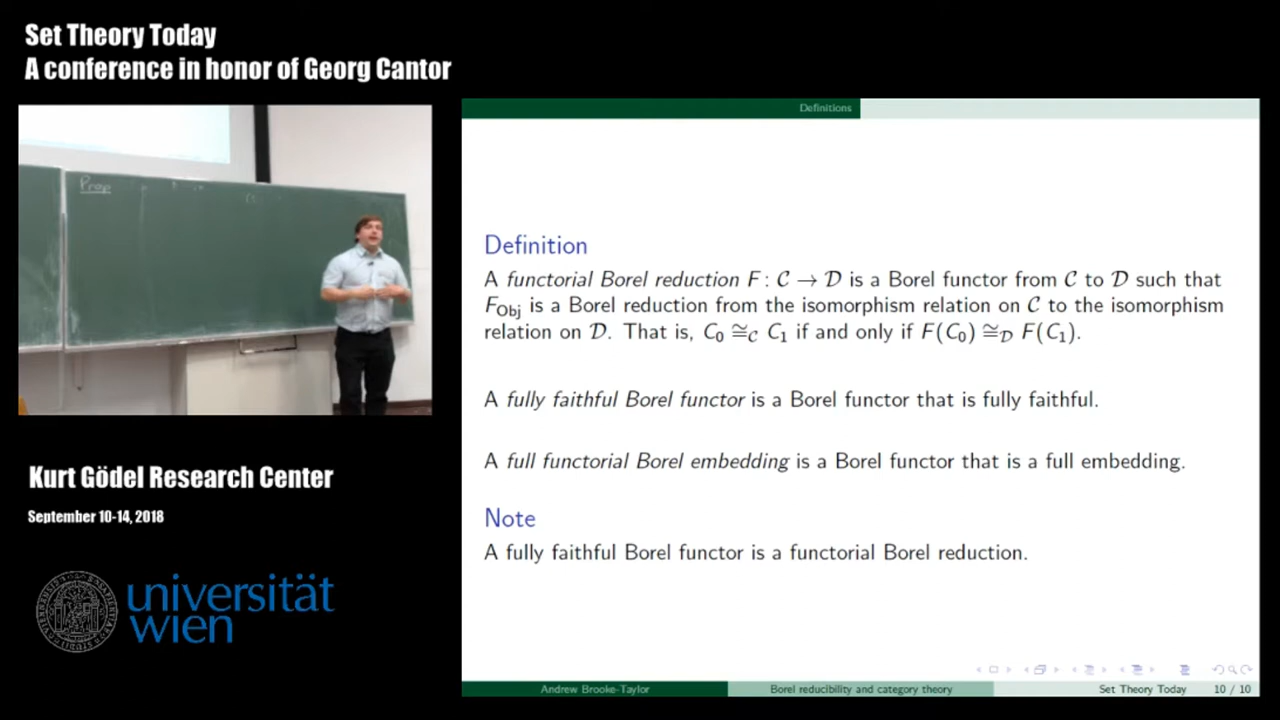 Set Theory Today
A conference in honor of Georg Cantor
Definitions
Prop
Definition
A functorial Borel reduction F : 𝒞 → 𝒟 is a Borel functor from 𝒞 to 𝒟 such that
F_Obj is a Borel reduction from the isomorphism relation on 𝒞 to the isomorphism
relation on 𝒟. That is, C₀ ≅_𝒞 C₁ if and only if F(C₀) ≅_𝒟 F(C₁).
A fully faithful Borel functor is a Borel functor that is fully faithful.
A full functorial Borel embedding is a Borel functor that is a full embedding.
Note
A fully faithful Borel functor is a functorial Borel reduction.
Kurt Gödel Research Center
September 10-14, 2018
universität
wien
Andrew Brooke-Taylor Borel reducibility and category theory Set Theory Today 10 / 10